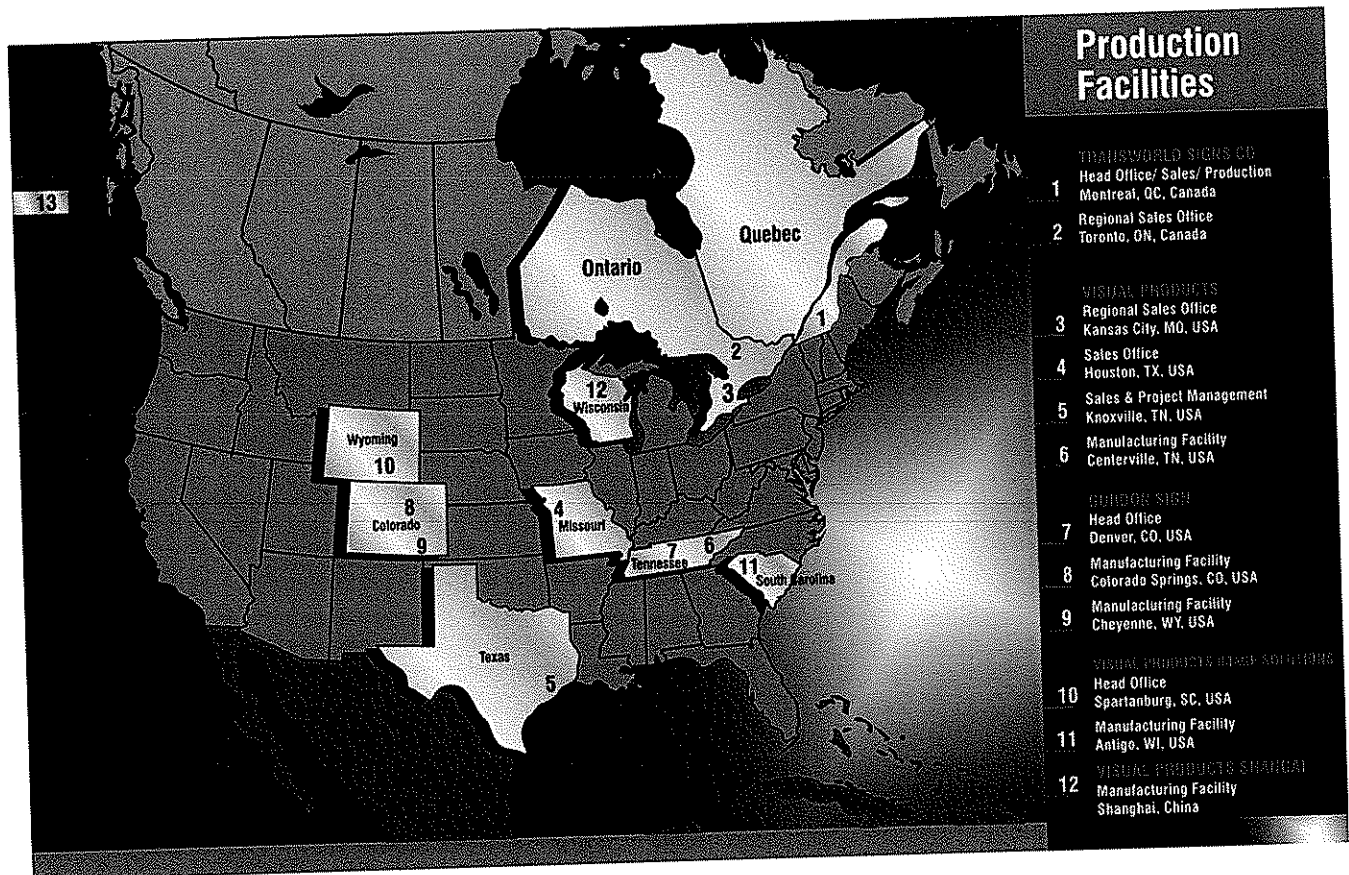 Production
Facilities
13
Quebec
Ontario
1
2
3
12
Wisconsin
Wyoming
10
8
Colorado
9
4
Missouri
7
6
Tennessee
11
South Carolina
Texas
5
TRANSWORLD SIGNS CO
1
Head Office/ Sales/ Production
Montreal, QC, Canada
2
Regional Sales Office
Toronto, ON, Canada
VISUAL PRODUCTS
3
Regional Sales Office
Kansas City, MO, USA
4
Sales Office
Houston, TX, USA
5
Sales & Project Management
Knoxville, TN, USA
6
Manufacturing Facility
Centerville, TN, USA
SIGN
7
Head Office
Denver, CO, USA
8
Manufacturing Facility
Colorado Springs, CO, USA
9
Manufacturing Facility
Cheyenne, WY, USA
VISUAL PRODUCTS IMAGE SOLUTIONS
10
Head Office
Spartanburg, SC, USA
11
Manufacturing Facility
Antigo, WI, USA
VISUAL PRODUCTS SHANGAI
12
Manufacturing Facility
Shanghai, China